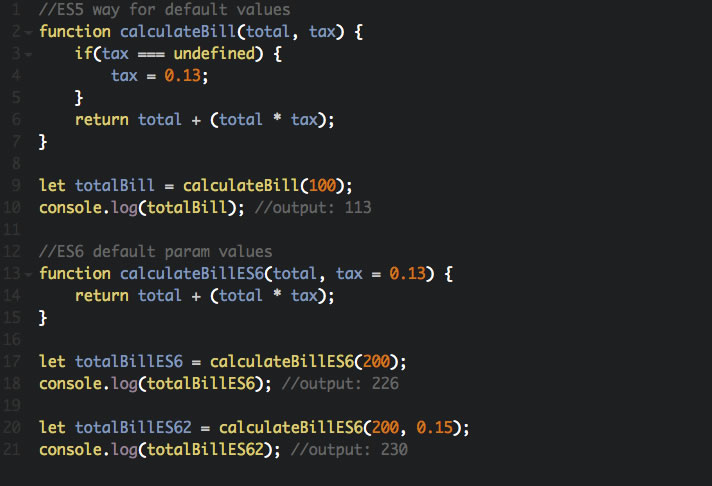 1 //ES5 way for default values
2 function calculateBill(total, tax) {
3     if(tax === undefined) {
4         tax = 0.13;
5     }
6     return total + (total * tax);
7 }
8
9 let totalBill = calculateBill(100);
10 console.log(totalBill); //output: 113
11
12 //ES6 default param values
13 function calculateBillES6(total, tax = 0.13) {
14     return total + (total * tax);
15 }
16
17 let totalBillES6 = calculateBillES6(200);
18 console.log(totalBillES6); //output: 226
19
20 let totalBillES62 = calculateBillES6(200, 0.15);
21 console.log(totalBillES62); //output: 230